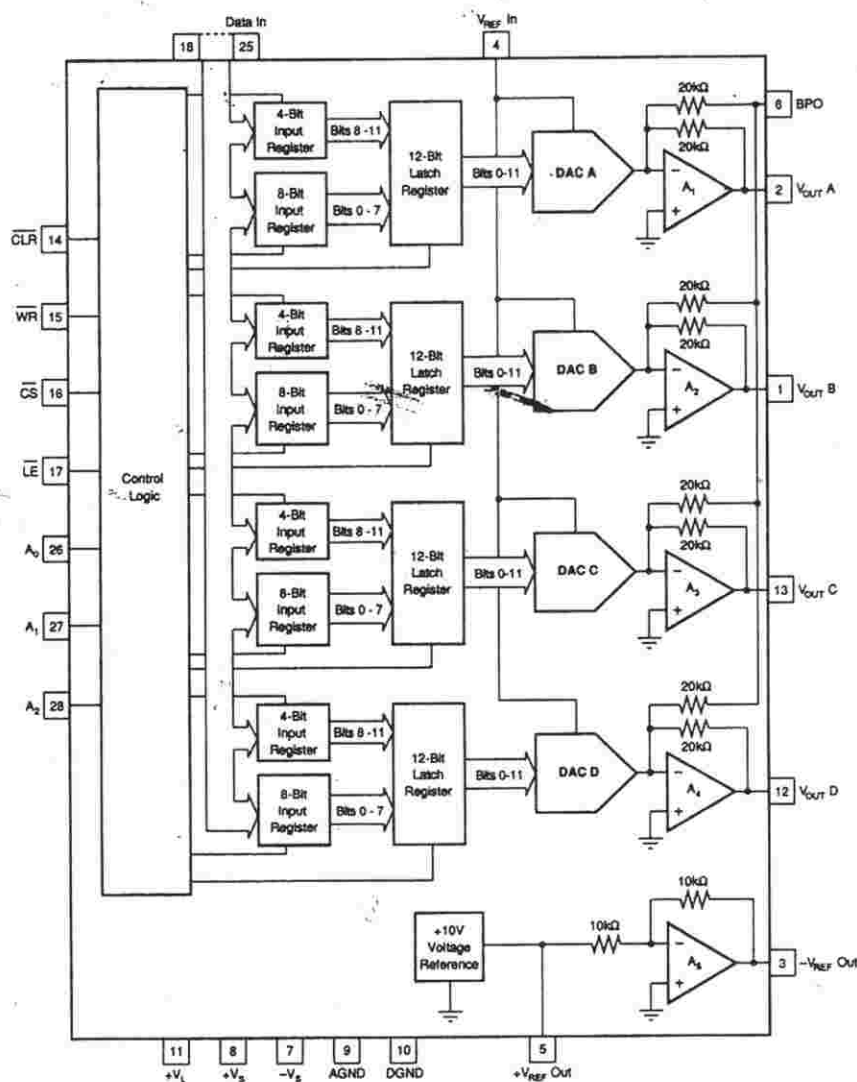 Data In
V_REF In
18
25
4
4-Bit
Input
Register
Bits 8 -11
8-Bit
Input
Register
Bits 0 - 7
12-Bit
Latch
Register
Bits 0-11
DAC A
20kΩ
20kΩ
A₁
6 BPO
2 V_OUT A
CLR 14
WR 15
CS 16
LE 17
A₀ 26
A₁ 27
A₂ 28
Control
Logic
4-Bit
Input
Register
Bits 8 -11
8-Bit
Input
Register
Bits 0 - 7
12-Bit
Latch
Register
Bits 0-11
DAC B
20kΩ
20kΩ
A₂
1 V_OUT B
4-Bit
Input
Register
Bits 8 -11
8-Bit
Input
Register
Bits 0 - 7
12-Bit
Latch
Register
Bits 0-11
DAC C
20kΩ
20kΩ
A₃
13 V_OUT C
4-Bit
Input
Register
Bits 8 -11
8-Bit
Input
Register
Bits 0 - 7
12-Bit
Latch
Register
Bits 0-11
DAC D
20kΩ
20kΩ
A₄
12 V_OUT D
+10V
Voltage
Reference
10kΩ
10kΩ
A₅
3 -V_REF Out
11
8
7
9
10
5
+V_L
+V_S
-V_S
AGND
DGND
+V_REF Out